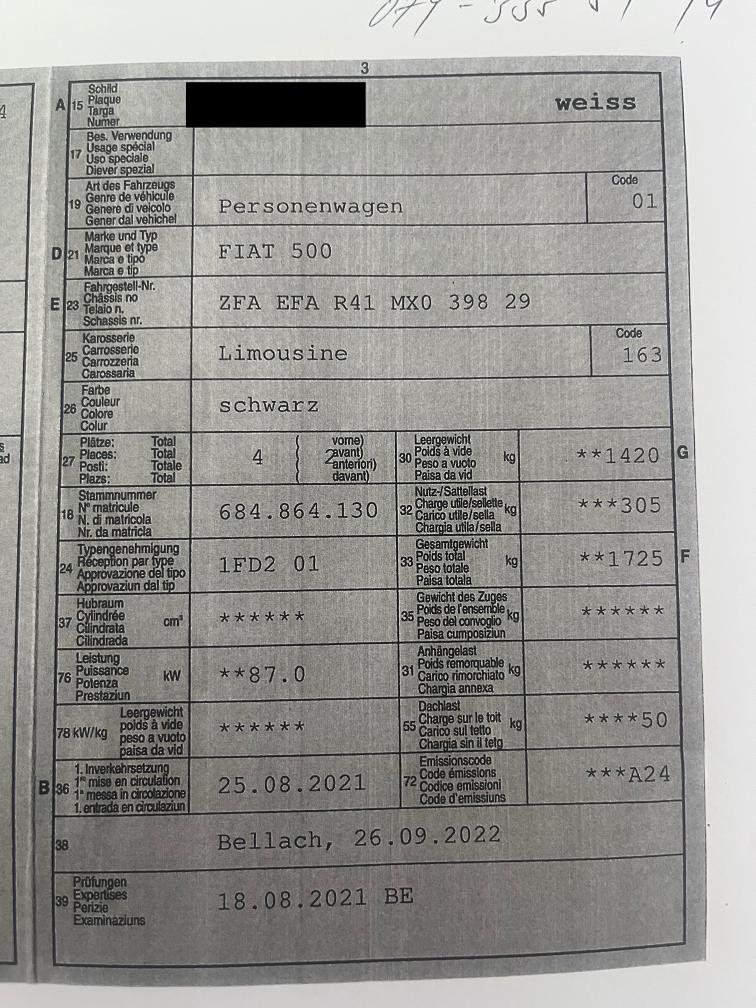 3
A 15 Schild
Plaque
Targa
Numer
weiss
17 Bes. Verwendung
Usage spécial
Uso speciale
Diever spezial
19 Art des Fahrzeugs
Genre de véhicule
Genere di veicolo
Gener dal vehichel
Personenwagen
Code
01
D 21 Marke und Typ
Marque et type
Marca e tipo
Marca e tip
FIAT 500
E 23 Fahrgestell-Nr.
Châssis no
Telaio n.
Schassis nr.
ZFA EFA R41 MX0 398 29
25 Karosserie
Carrosserie
Carrozzeria
Carossaria
Limousine
Code
163
26 Farbe
Couleur
Colore
Colur
schwarz
27 Plätze: Total
Places: Total
Posti: Totale
Plazs: Total
4
vorne)
2 avant)
anteriori)
davant)
30 Leergewicht
Poids à vide
Peso a vuoto
Paisa da vid
kg
**1420
G
18 Stammnummer
N° matricule
N. di matricola
Nr. da matricla
684.864.130
32 Nutz-/Sattellast
Charge utile/sellette
Carico utile/sella
Chargia utila/sella
kg
***305
24 Typengenehmigung
Réception par type
Approvazione del tipo
Approvaziun dal tip
1FD2 01
33 Gesamtgewicht
Poids total
Peso totale
Paisa totala
kg
**1725
F
37 Hubraum
Cylindrée
Cilindrata
Cilindrada
cm³
******
35 Gewicht des Zuges
Poids de l'ensemble
Peso del convoglio
Paisa cumposiziun
kg
******
76 Leistung
Puissance
Potenza
Prestaziun
kW
**87.0
31 Anhängelast
Poids remorquable
Carico rimorchiato
Chargia annexa
kg
******
78 kW/kg Leergewicht
poids à vide
peso a vuoto
paisa da vid
******
55 Dachlast
Charge sur le toit
Carico sul tetto
Chargia sin il tetg
kg
****50
B 36 1. Inverkehrsetzung
1re mise en circulation
1a messa in circolazione
1. entrada en circulaziun
25.08.2021
72 Emissionscode
Code émissions
Codice emissioni
Code d'emissiuns
***A24
38
Bellach, 26.09.2022
39 Prüfungen
Expertises
Perizie
Examinaziuns
18.08.2021 BE